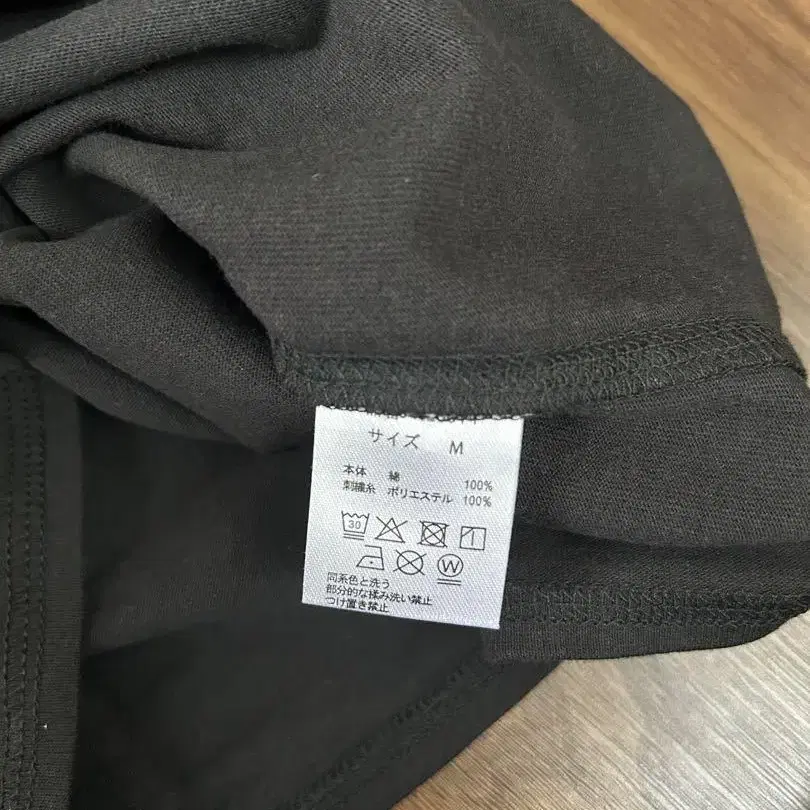 サイズ M
本体 綿 100%
刺繍糸 ポリエステル 100%
30
W
同系色と洗う
部分的な揉み洗い禁止
つけ置き禁止